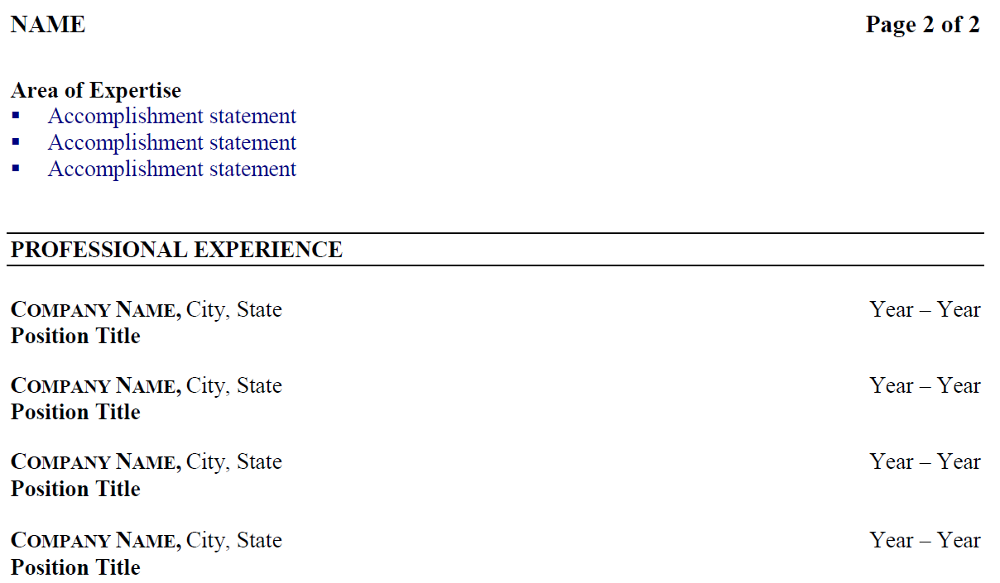 NAME Page 2 of 2
Area of Expertise
▪ Accomplishment statement
▪ Accomplishment statement
▪ Accomplishment statement
PROFESSIONAL EXPERIENCE
COMPANY NAME, City, State Year – Year
Position Title
COMPANY NAME, City, State Year – Year
Position Title
COMPANY NAME, City, State Year – Year
Position Title
COMPANY NAME, City, State Year – Year
Position Title